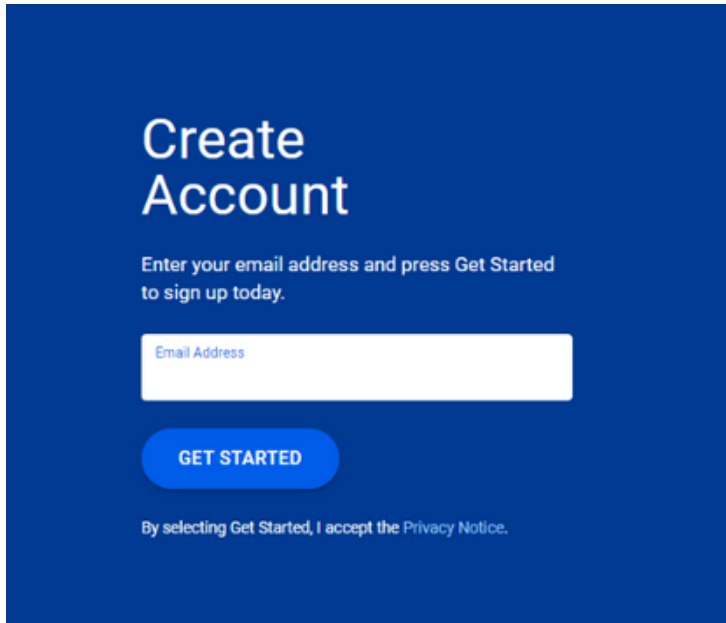 Create
Account
Enter your email address and press Get Started
to sign up today.
Email Address
GET STARTED
By selecting Get Started, I accept the Privacy Notice.